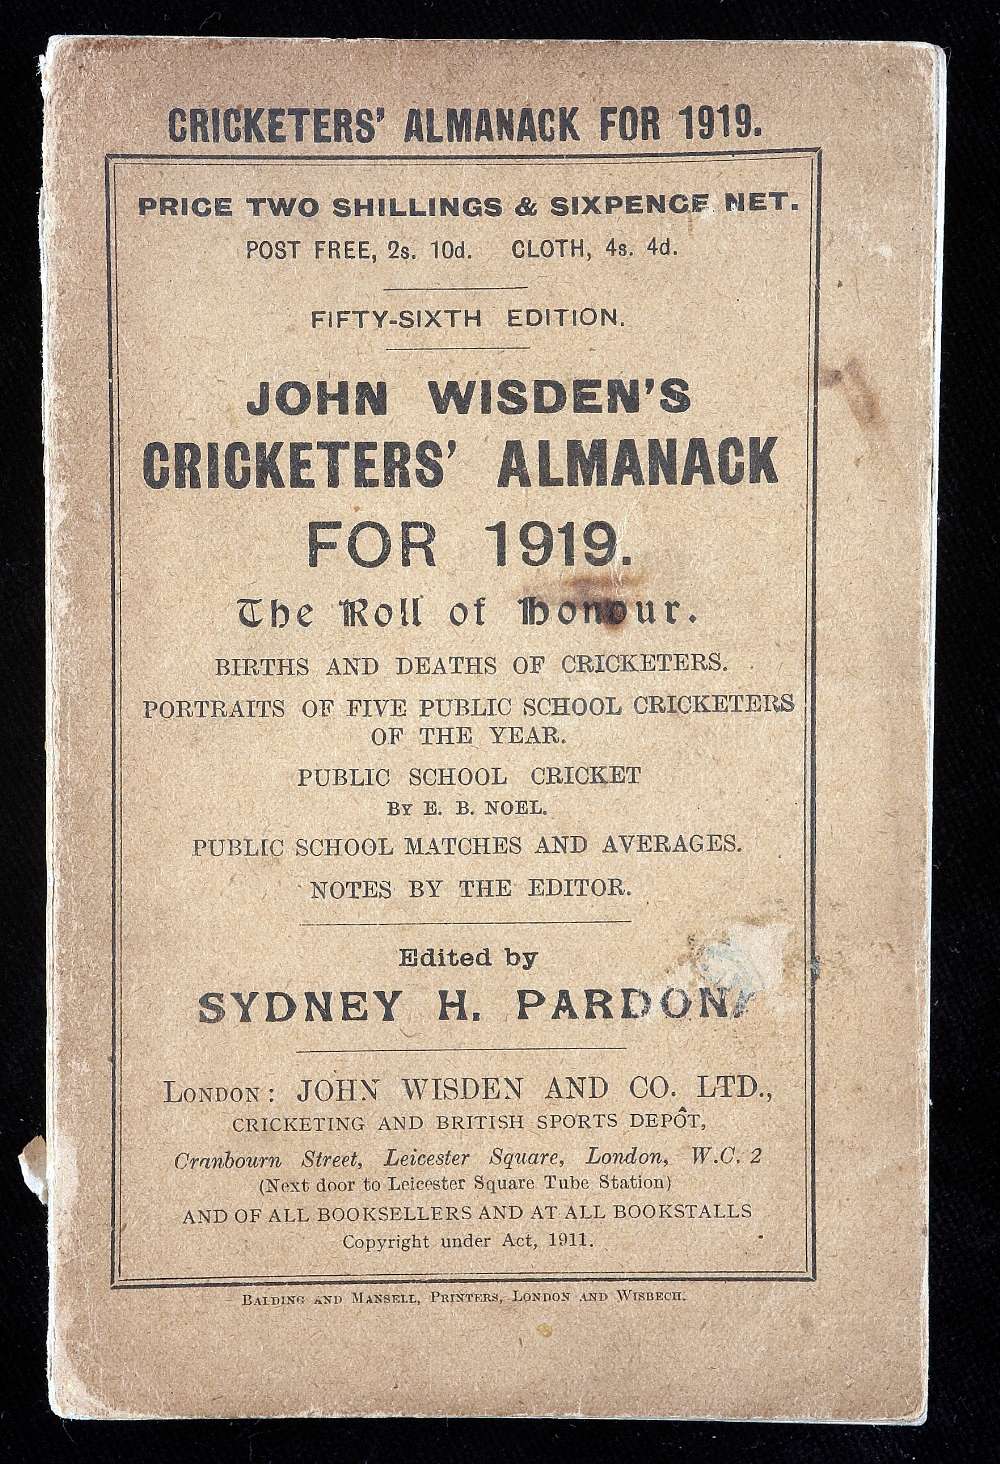 CRICKETERS' ALMANACK FOR 1919.
PRICE TWO SHILLINGS & SIXPENCE NET.
POST FREE, 2s. 10d. CLOTH, 4s. 4d.
FIFTY-SIXTH EDITION.
JOHN WISDEN'S
CRICKETERS' ALMANACK
FOR 1919.
The Roll of Honour.
BIRTHS AND DEATHS OF CRICKETERS.
PORTRAITS OF FIVE PUBLIC SCHOOL CRICKETERS
OF THE YEAR.
PUBLIC SCHOOL CRICKET
BY E. B. NOEL.
PUBLIC SCHOOL MATCHES AND AVERAGES.
NOTES BY THE EDITOR.
Edited by
SYDNEY H. PARDON
LONDON: JOHN WISDEN AND CO. LTD.,
CRICKETING AND BRITISH SPORTS DEPÔT,
Cranbourn Street, Leicester Square, London, W.C. 2
(Next door to Leicester Square Tube Station)
AND OF ALL BOOKSELLERS AND AT ALL BOOKSTALLS
Copyright under Act, 1911.
BALDING AND MANSELL, PRINTERS, LONDON AND WISBECH.